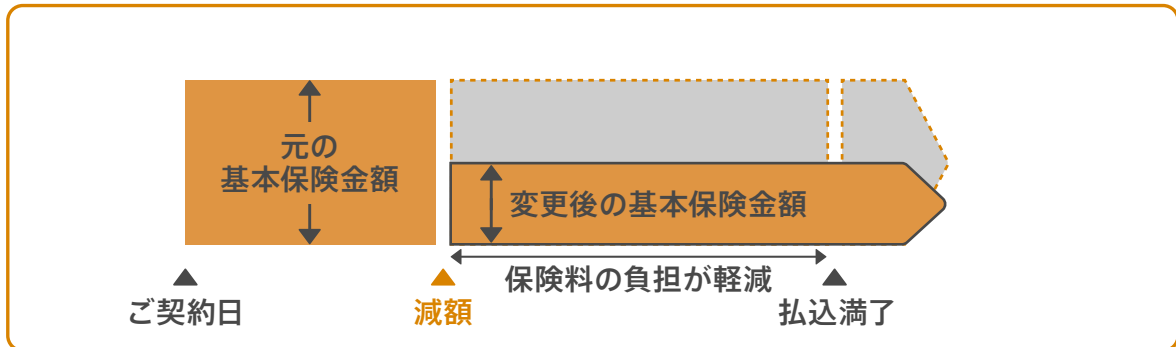 元の
基本保険金額
変更後の基本保険金額
保険料の負担が軽減
ご契約日
減額
払込満了